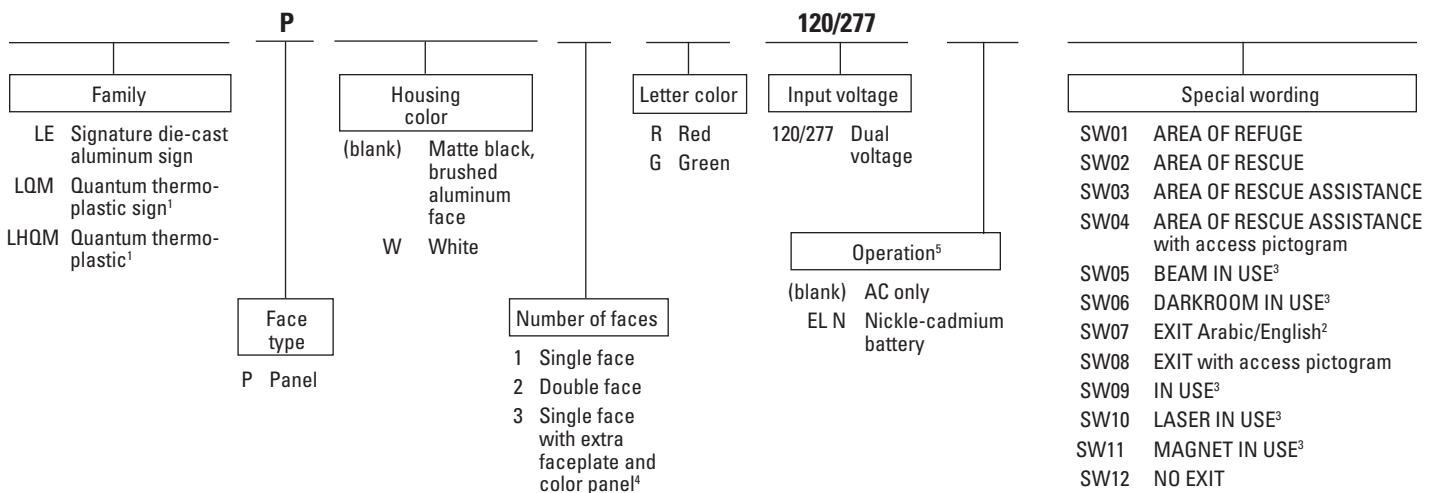 P
120/277
Family
LE Signature die-cast
aluminum sign
LQM Quantum thermo-
plastic sign1
LHQM Quantum thermo-
plastic1
Face
type
P Panel
Housing
color
(blank) Matte black,
brushed
aluminum
face
W White
Number of faces
1 Single face
2 Double face
3 Single face
with extra
faceplate and
color panel4
Letter color
R Red
G Green
Input voltage
120/277 Dual
voltage
Operation5
(blank) AC only
EL N Nickle-cadmium
battery
Special wording
SW01 AREA OF REFUGE
SW02 AREA OF RESCUE
SW03 AREA OF RESCUE ASSISTANCE
SW04 AREA OF RESCUE ASSISTANCE
with access pictogram
SW05 BEAM IN USE3
SW06 DARKROOM IN USE3
SW07 EXIT Arabic/English2
SW08 EXIT with access pictogram
SW09 IN USE3
SW10 LASER IN USE3
SW11 MAGNET IN USE3
SW12 NO EXIT